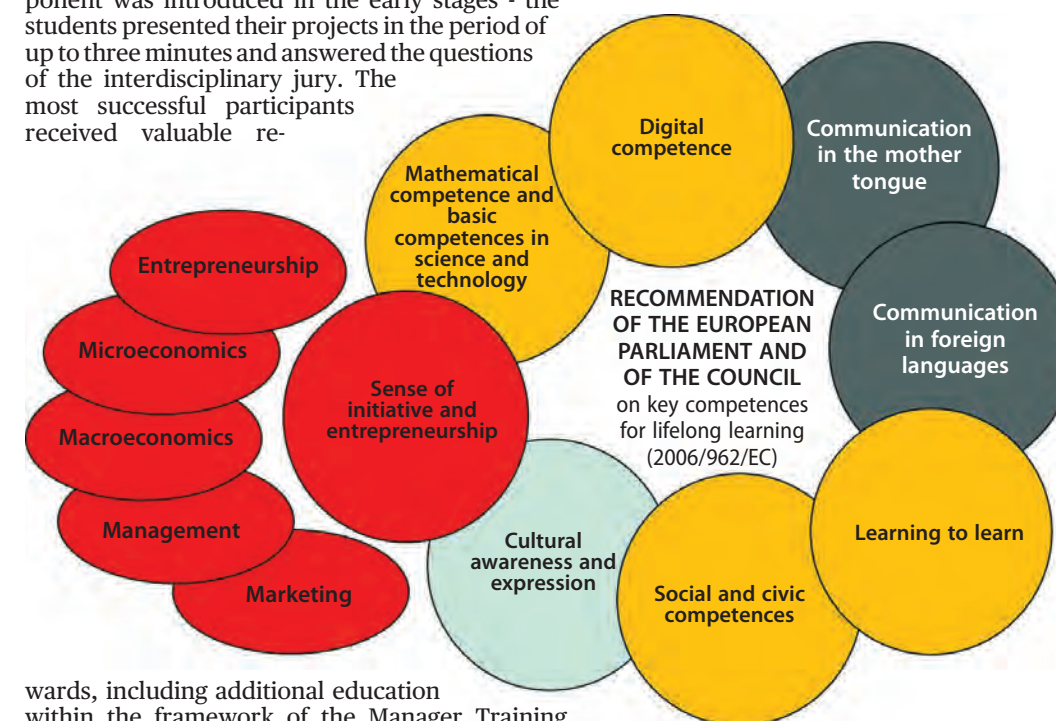 ponent was introduced in the early stages - the
students presented their projects in the period of
up to three minutes and answered the questions
of the interdisciplinary jury. The
most successful participants
received valuable re-
Digital
competence
Communication
in the mother
tongue
Mathematical
competence and
basic
competences in
science and
technology
Communication
in foreign
languages
Entrepreneurship
Microeconomics
Macroeconomics
Management
Marketing
Sense of
initiative and
entrepreneurship
RECOMMENDATION
OF THE EUROPEAN
PARLIAMENT AND
OF THE COUNCIL
on key competences
for lifelong learning
(2006/962/EC)
Cultural
awareness and
expression
Social and civic
competences
Learning to learn
wards, including additional education
within the framework of the Manager Training